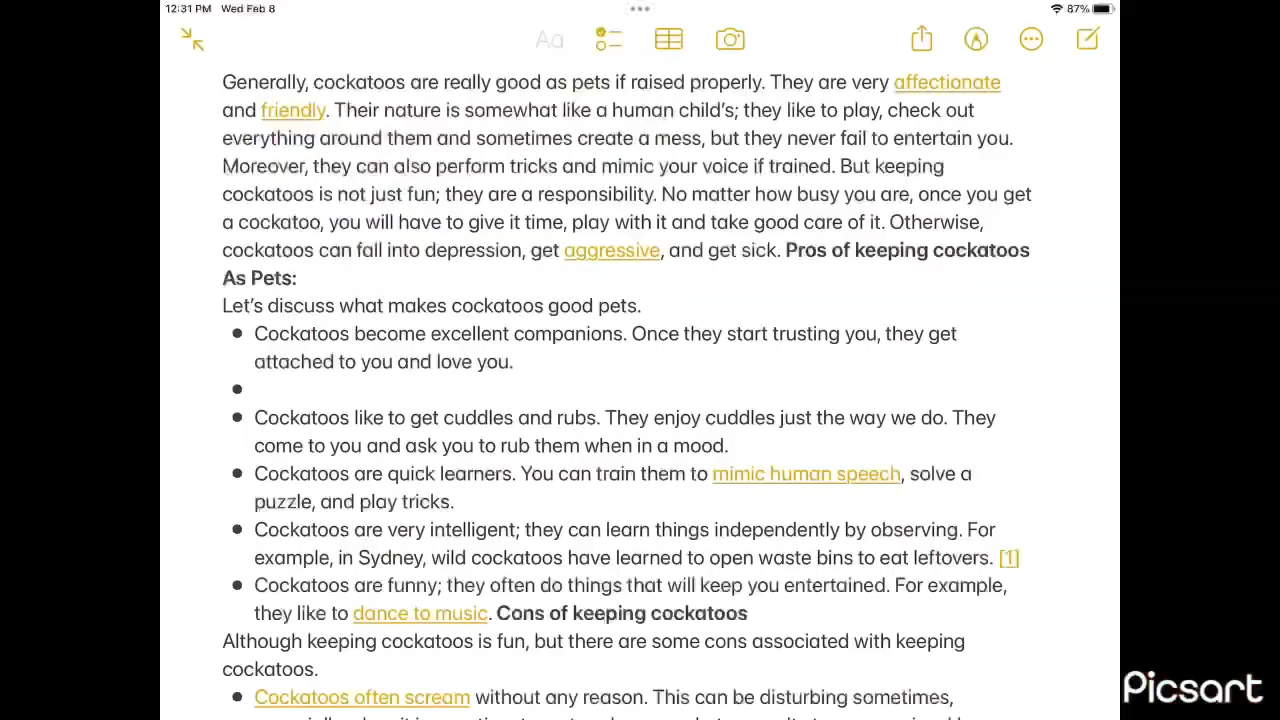 12:31 PM Wed Feb 8
87%
Aa
Generally, cockatoos are really good as pets if raised properly. They are very affectionate
and friendly. Their nature is somewhat like a human child's; they like to play, check out
everything around them and sometimes create a mess, but they never fail to entertain you.
Moreover, they can also perform tricks and mimic your voice if trained. But keeping
cockatoos is not just fun; they are a responsibility. No matter how busy you are, once you get
a cockatoo, you will have to give it time, play with it and take good care of it. Otherwise,
cockatoos can fall into depression, get aggressive, and get sick. Pros of keeping cockatoos
As Pets:
Let's discuss what makes cockatoos good pets.
● Cockatoos become excellent companions. Once they start trusting you, they get
attached to you and love you.
●
● Cockatoos like to get cuddles and rubs. They enjoy cuddles just the way we do. They
come to you and ask you to rub them when in a mood.
● Cockatoos are quick learners. You can train them to mimic human speech, solve a
puzzle, and play tricks.
● Cockatoos are very intelligent; they can learn things independently by observing. For
example, in Sydney, wild cockatoos have learned to open waste bins to eat leftovers. [1]
● Cockatoos are funny; they often do things that will keep you entertained. For example,
they like to dance to music. Cons of keeping cockatoos
Although keeping cockatoos is fun, but there are some cons associated with keeping
cockatoos.
● Cockatoos often scream without any reason. This can be disturbing sometimes,
Picsart